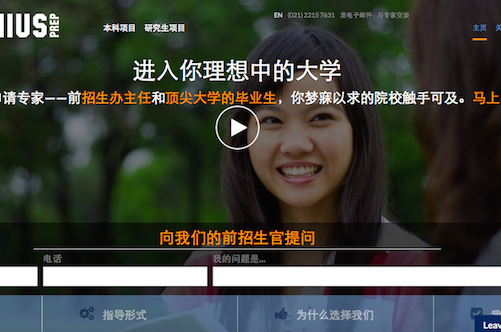 IIUS PREP
本科项目 研究生项目
EN (021) 2215 7631 发电子邮件 与专家交谈
主页
进入你理想中的大学
请专家——前招生办主任和顶尖大学的毕业生，你梦寐以求的院校触手可及。马上
向我们的前招生官提问
电话 我的问题是...
指导形式 为什么选择我们
Leav